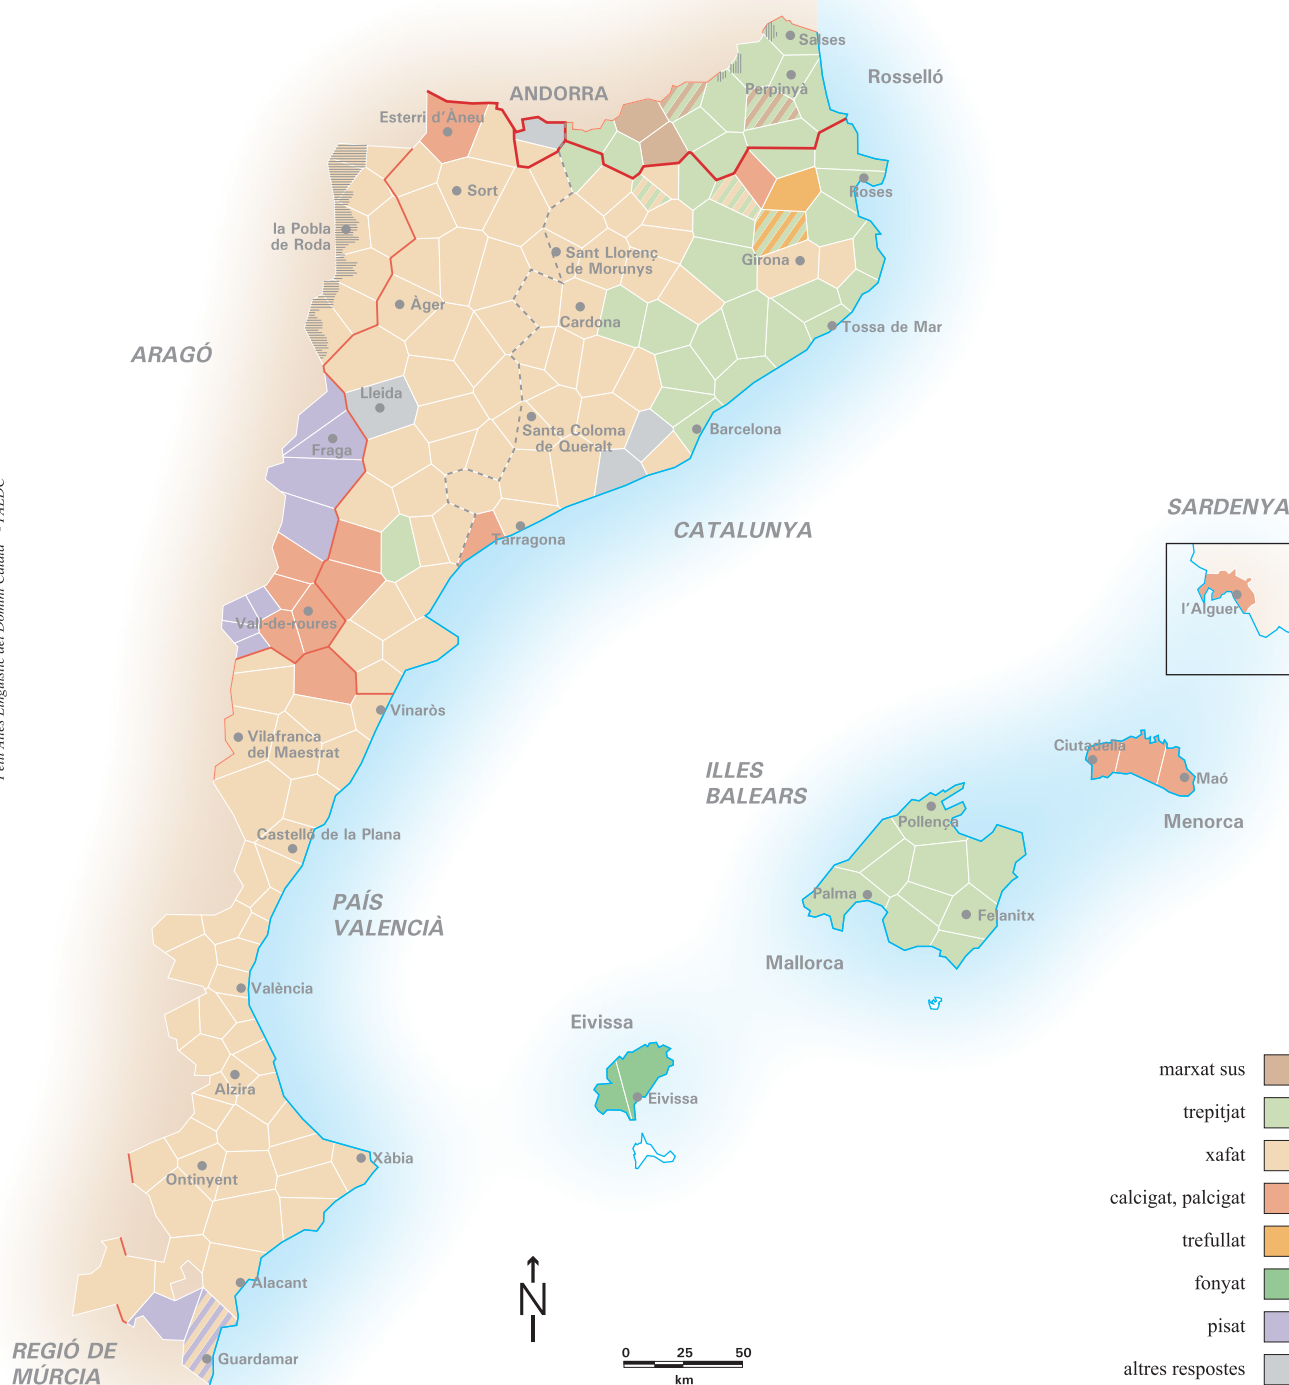 Salses
Rosselló
Perpinyà
ANDORRA
Esterri d'Àneu
Sort
Roses
la Pobla
de Roda
Sant Llorenç
de Morunys
Girona
Àger
Cardona
Tossa de Mar
ARAGÓ
Lleida
Santa Coloma
de Queralt
Barcelona
Fraga
SARDENYA
CATALUNYA
Tarragona
l'Alguer
Vall-de-roures
Vinaròs
Vilafranca
del Maestrat
ILLES
BALEARS
Ciutadella
Maó
Menorca
Pollença
Castelló de la Plana
Palma
Felanitx
PAÍS
VALENCIÀ
Mallorca
València
Eivissa
Alzira
Eivissa
Xàbia
Ontinyent
Alacant
N
REGIÓ DE
MÚRCIA
Guardamar
0 25 50
km
marxat sus
trepitjat
xafat
calcigat, palcigat
trefullat
fonyat
pisat
altres respostes